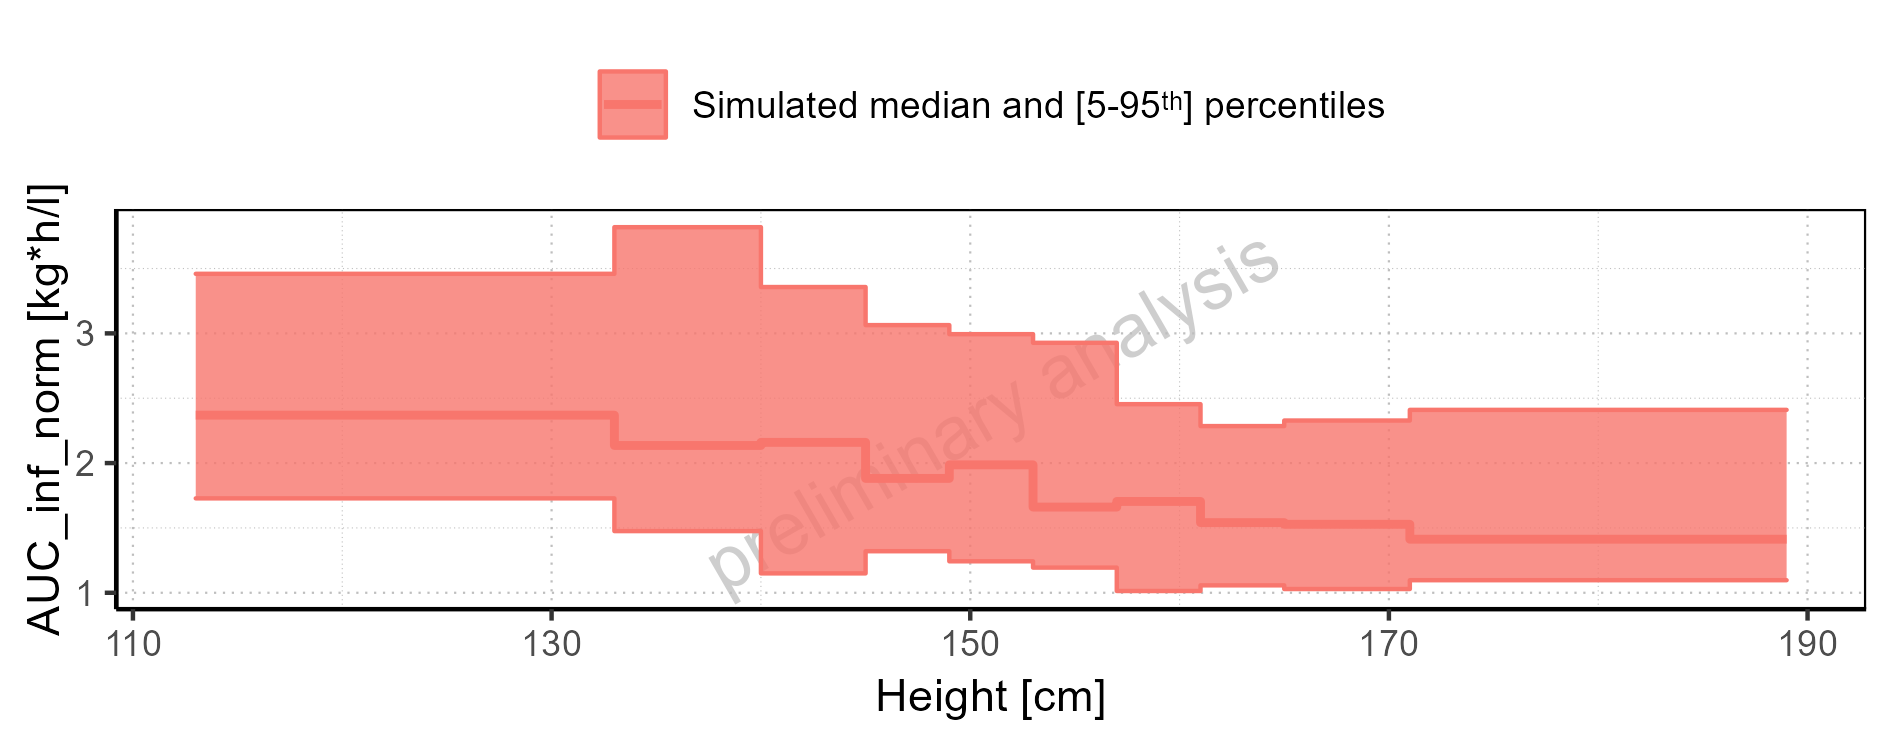 Simulated median and [5-95th] percentiles
AUC_inf_norm [kg*h/l]
3
2
1
preliminary analysis
110 130 150 170 190
Height [cm]